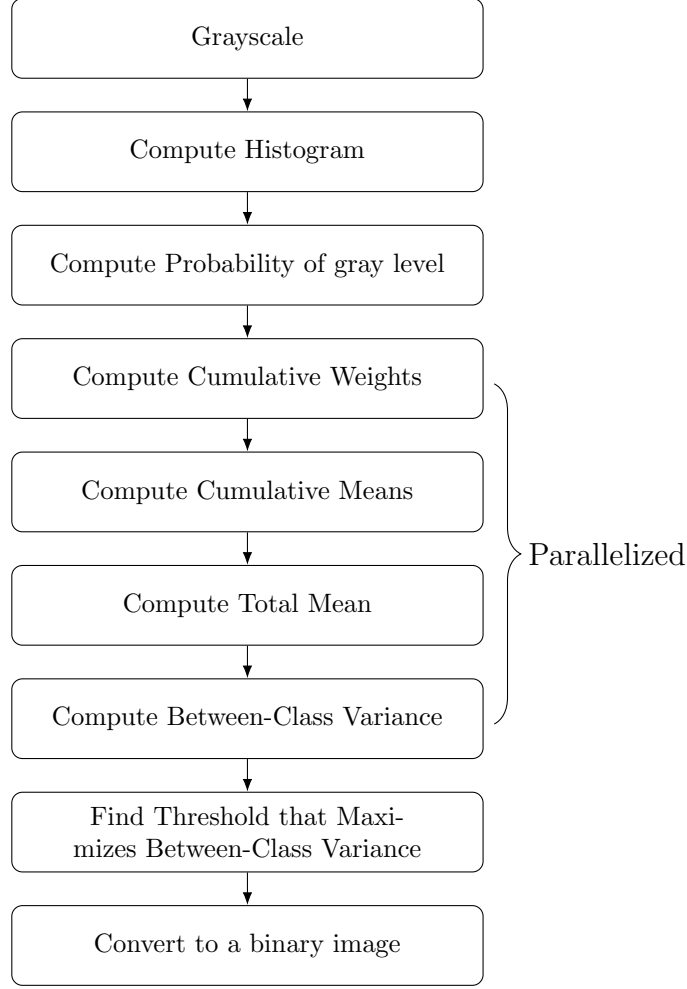 Grayscale
Compute Histogram
Compute Probability of gray level
Compute Cumulative Weights
Compute Cumulative Means
Parallelized
Compute Total Mean
Compute Between-Class Variance
Find Threshold that Maxi-
mizes Between-Class Variance
Convert to a binary image